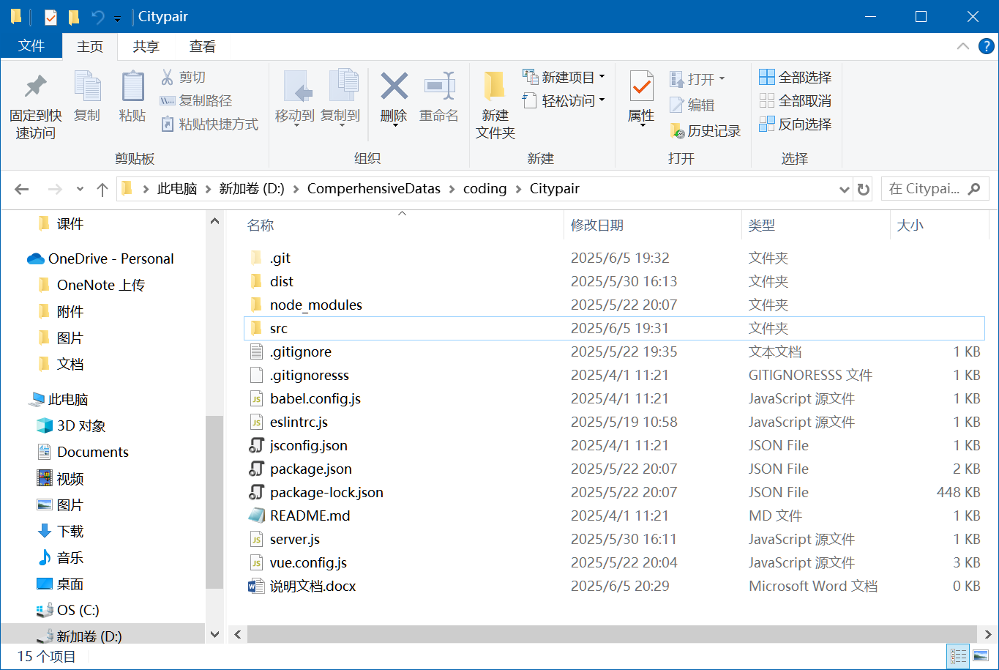 Citypair
文件 主页 共享 查看
固定到快速访问
复制
粘贴
剪切
复制路径
粘贴快捷方式
剪贴板
移动到
复制到
删除
重命名
组织
新建文件夹
新建项目
轻松访问
新建
属性
打开
编辑
历史记录
打开
全部选择
全部取消
反向选择
选择
此电脑 > 新加卷 (D:) > ComperhensiveDatas > coding > Citypair
在 Citypai...
课件
OneDrive - Personal
OneNote 上传
附件
图片
文档
此电脑
3D 对象
Documents
视频
图片
下载
音乐
桌面
OS (C:)
新加卷 (D:)
名称 修改日期 类型 大小
.git 2025/6/5 19:32 文件夹
dist 2025/5/30 16:13 文件夹
node_modules 2025/5/22 20:07 文件夹
src 2025/6/5 19:31 文件夹
.gitignore 2025/5/22 19:35 文本文档 1 KB
.gitignoresss 2025/4/1 11:21 GITIGNORESSS 文件 1 KB
babel.config.js 2025/4/1 11:21 JavaScript 源文件 1 KB
eslintrc.js 2025/5/19 10:58 JavaScript 源文件 1 KB
jsconfig.json 2025/4/1 11:21 JSON File 1 KB
package.json 2025/5/22 20:07 JSON File 2 KB
package-lock.json 2025/5/22 20:07 JSON File 448 KB
README.md 2025/4/1 11:21 MD 文件 1 KB
server.js 2025/5/30 16:11 JavaScript 源文件 1 KB
vue.config.js 2025/5/22 20:04 JavaScript 源文件 3 KB
说明文档.docx 2025/6/5 20:29 Microsoft Word 文档 0 KB
15 个项目